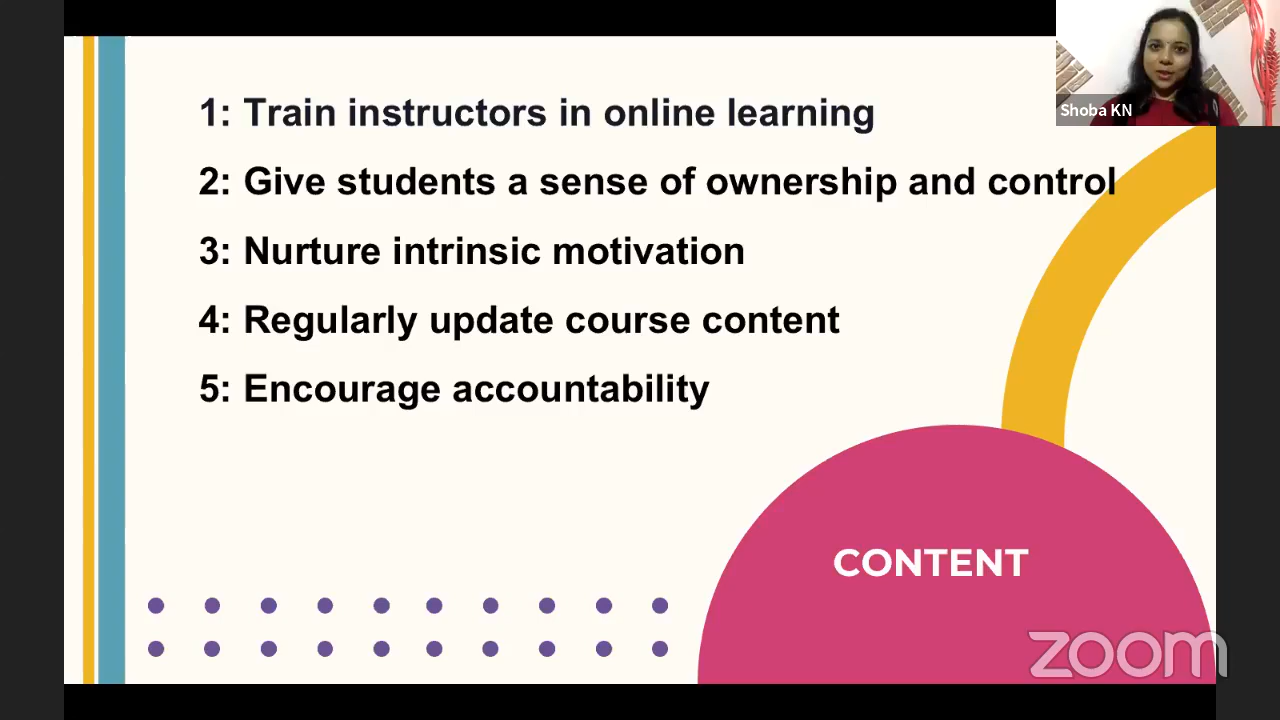 1: Train instructors in online learning
2: Give students a sense of ownership and control
3: Nurture intrinsic motivation
4: Regularly update course content
5: Encourage accountability
CONTENT
Shoba KN
zoom